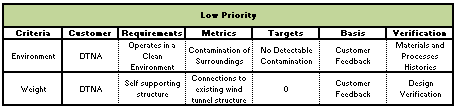 Low Priority
Criteria Customer Requirements Metrics Targets Basis Verification
Environment DTNA Operates in a Clean Environment Contamination of Surroundings No Detectable Contamination Customer Feedback Materials and Processes Histories
Weight DTNA Self supporting structure Connections to existing wind tunnel structure 0 Customer Feedback Design Verification